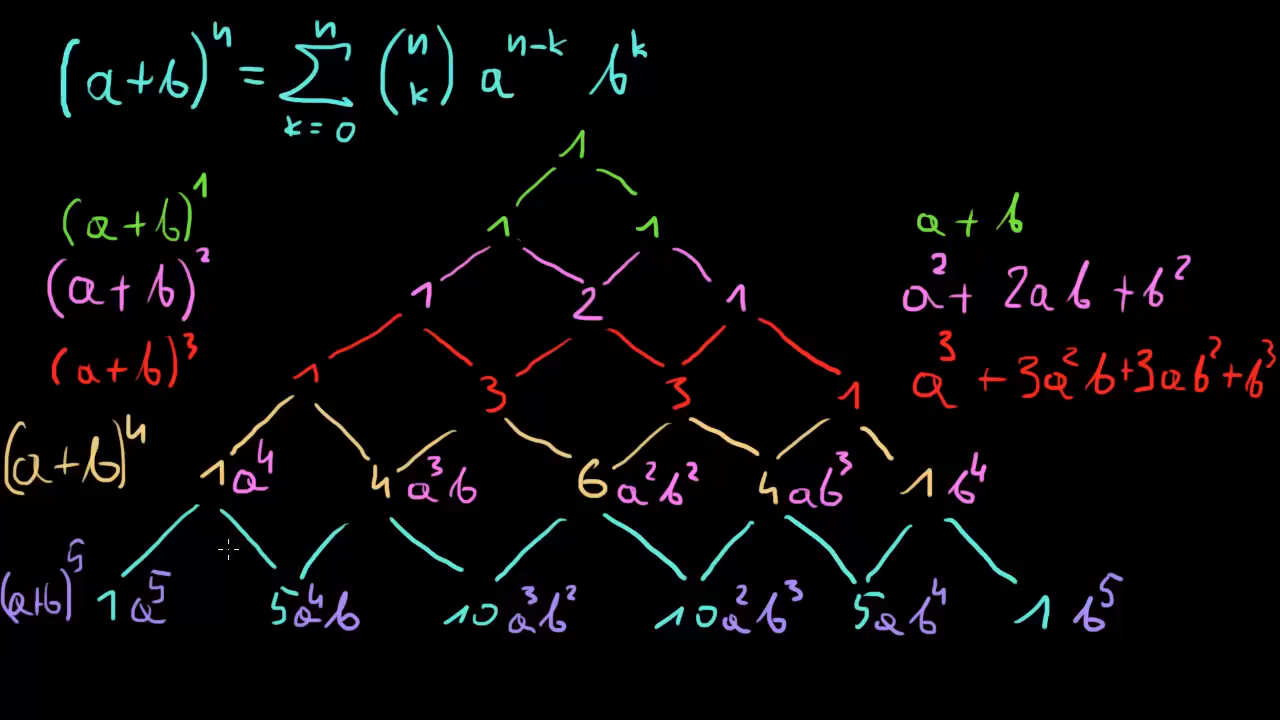 (a+b)^n = ∑_{k=0}^{n} (n k) a^{n-k} b^k
1
(a+b)^1 1 1 a+b
(a+b)^2 1 2 1 a^2 + 2ab + b^2
(a+b)^3 1 3 3 1 a^3 + 3a^2b + 3ab^2 + b^3
(a+b)^4 1a^4 4a^3b 6a^2b^2 4ab^3 1b^4
(a+b)^5 1a^5 5a^4b 10a^3b^2 10a^2b^3 5ab^4 1b^5